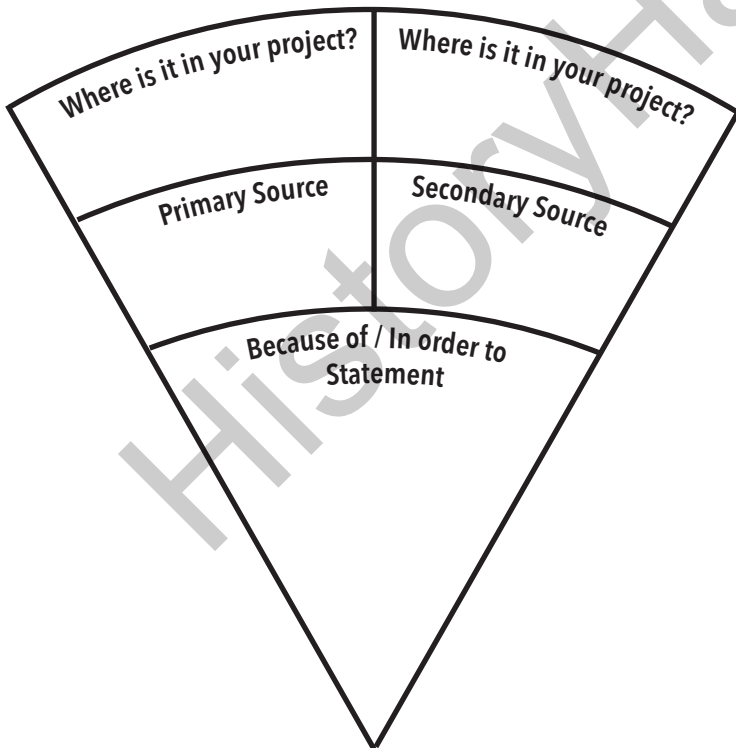 Where is it in your project?
Where is it in your project?
Primary Source
Secondary Source
Because of / In order to
Statement